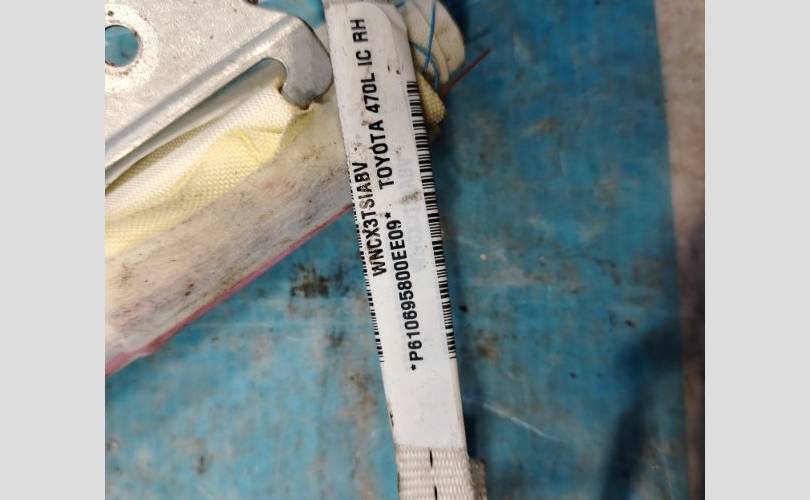 TOYOTA 470L IC RH
WNCX3TSIABV
*P610695800EE09*